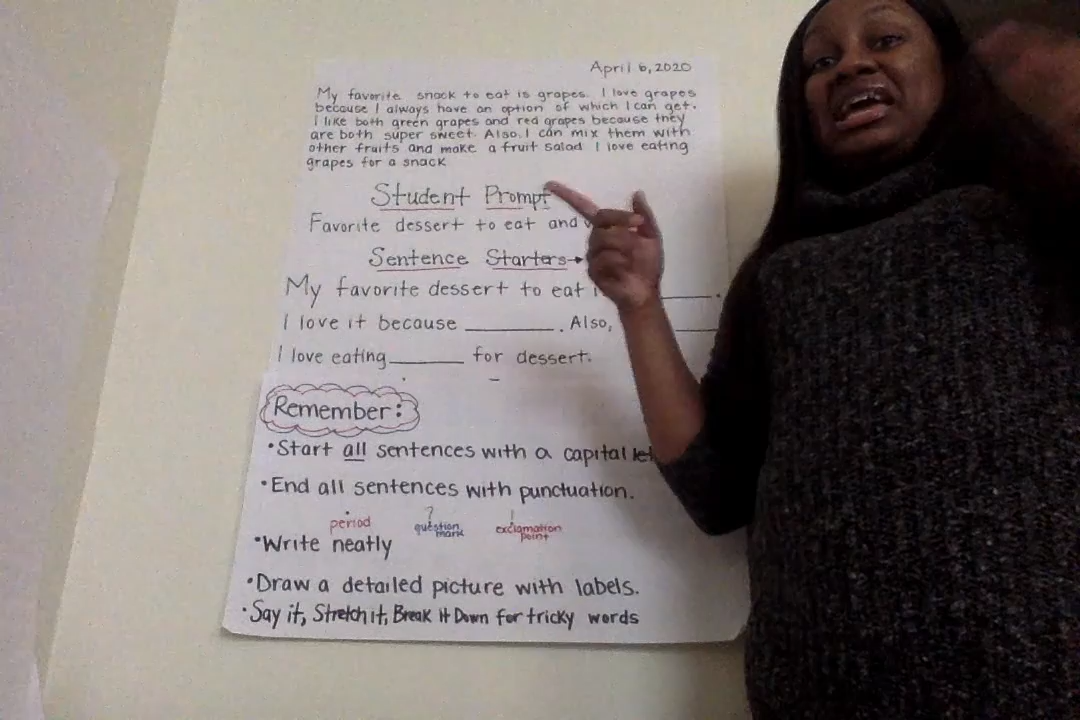 April 6, 2020
My favorite snack to eat is grapes. I love grapes
because I always have an option of which I can get.
I like both green grapes and red grapes because they
are both super sweet. Also, I can mix them with
other fruits and make a fruit salad. I love eating
grapes for a snack
Student Prompt
Favorite dessert to eat and
Sentence Starters→
My favorite dessert to eat ______.
I love it because ______. Also, ______
I love eating ______ for dessert.
Remember:
•Start all sentences with a capital
•End all sentences with punctuation.
. ? !
period question mark exclamation point
•Write neatly
•Draw a detailed picture with labels.
•Say it, Stretch it, Break it Down for tricky words